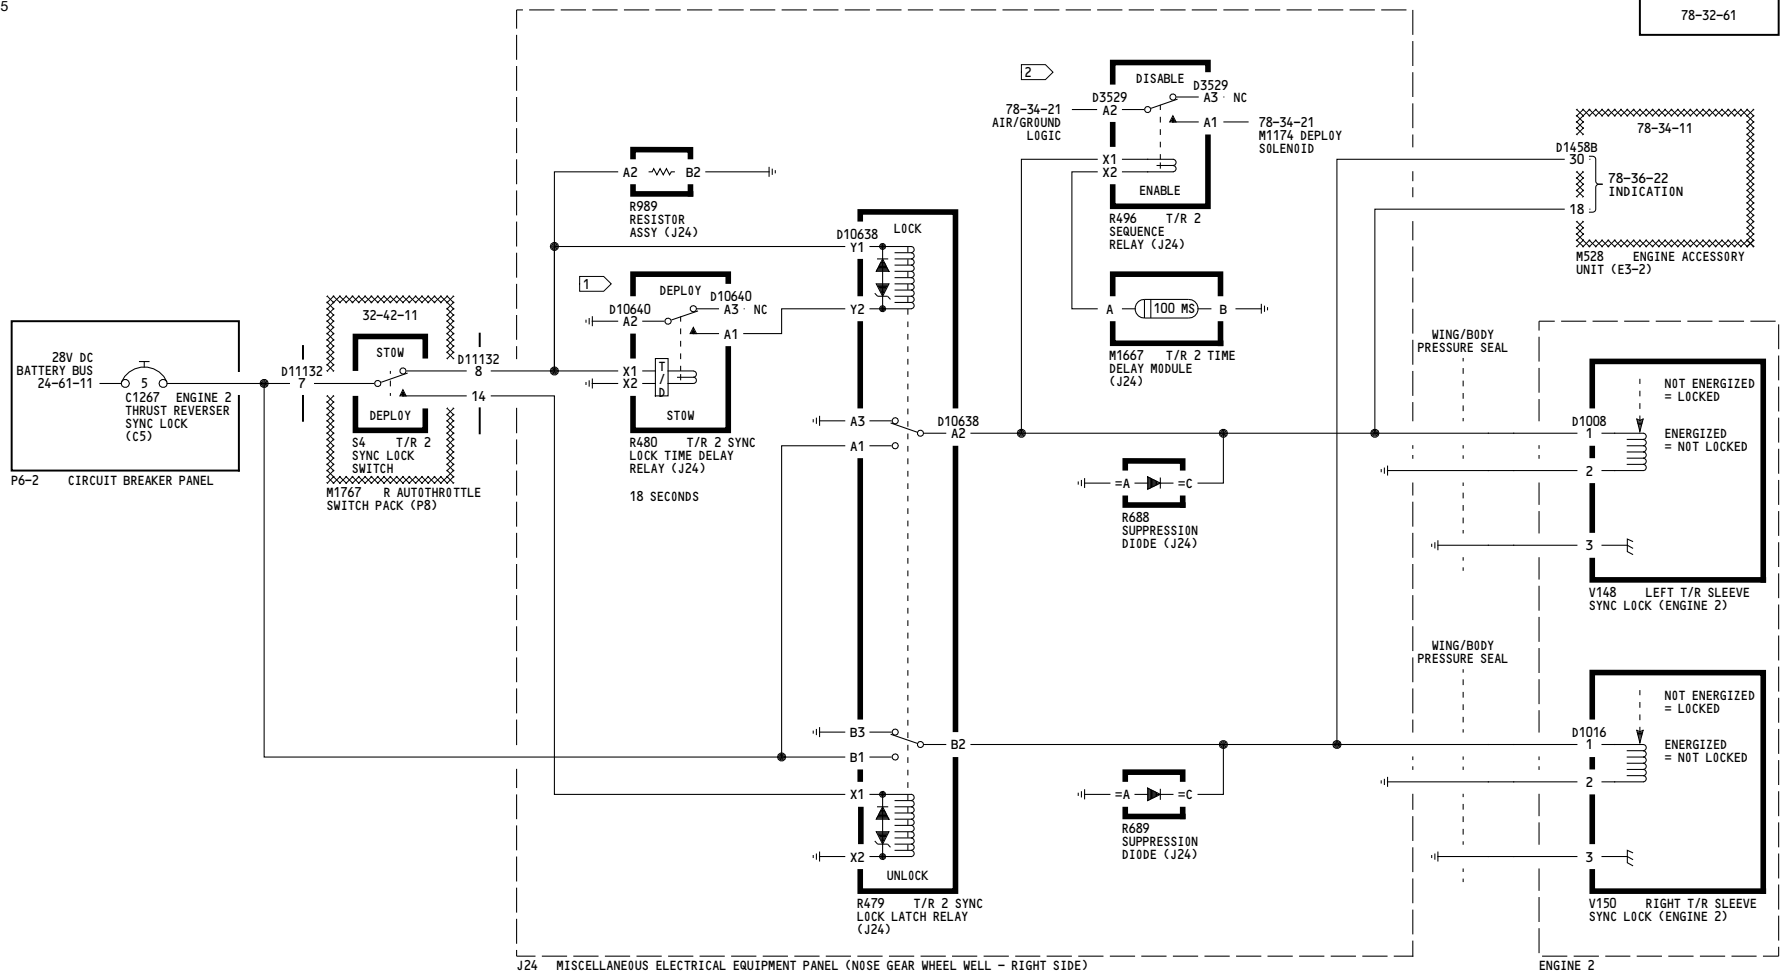 5
78-32-61
2
DISABLE
D3529
D3529
A3
NC
A2
78-34-21
AIR/GROUND
LOGIC
A1
78-34-21
M1174 DEPLOY
SOLENOID
X1
X2
ENABLE
R496 T/R 2
SEQUENCE
RELAY (J24)
78-34-11
D1458B
30
78-36-22
INDICATION
18
M528 ENGINE ACCESSORY
UNIT (E3-2)
A2
B2
R989
RESISTOR
ASSY (J24)
D10638
LOCK
Y1
Y2
1
DEPLOY
D10640
D10640
A3
NC
A2
A1
X1
X2
T
/
D
STOW
R480 T/R 2 SYNC
LOCK TIME DELAY
RELAY (J24)
18 SECONDS
A
100 MS
B
M1667 T/R 2 TIME
DELAY MODULE
(J24)
32-42-11
STOW
D11132
7
D11132
8
14
DEPLOY
S4 T/R 2
SYNC LOCK
SWITCH
M1767 R AUTOTHROTTLE
SWITCH PACK (P8)
28V DC
BATTERY BUS
24-61-11
5
C1267 ENGINE 2
THRUST REVERSER
SYNC LOCK
(C5)
P6-2 CIRCUIT BREAKER PANEL
A3
D10638
A2
A1
=A
=C
R688
SUPPRESSION
DIODE (J24)
WING/BODY
PRESSURE SEAL
D1008
1
2
3
NOT ENERGIZED
= LOCKED
ENERGIZED
= NOT LOCKED
V148 LEFT T/R SLEEVE
SYNC LOCK (ENGINE 2)
B3
B2
B1
X1
X2
UNLOCK
R479 T/R 2 SYNC
LOCK LATCH RELAY
(J24)
=A
=C
R689
SUPPRESSION
DIODE (J24)
WING/BODY
PRESSURE SEAL
D1016
1
2
3
NOT ENERGIZED
= LOCKED
ENERGIZED
= NOT LOCKED
V150 RIGHT T/R SLEEVE
SYNC LOCK (ENGINE 2)
J24 MISCELLANEOUS ELECTRICAL EQUIPMENT PANEL (NOSE GEAR WHEEL WELL - RIGHT SIDE)
ENGINE 2